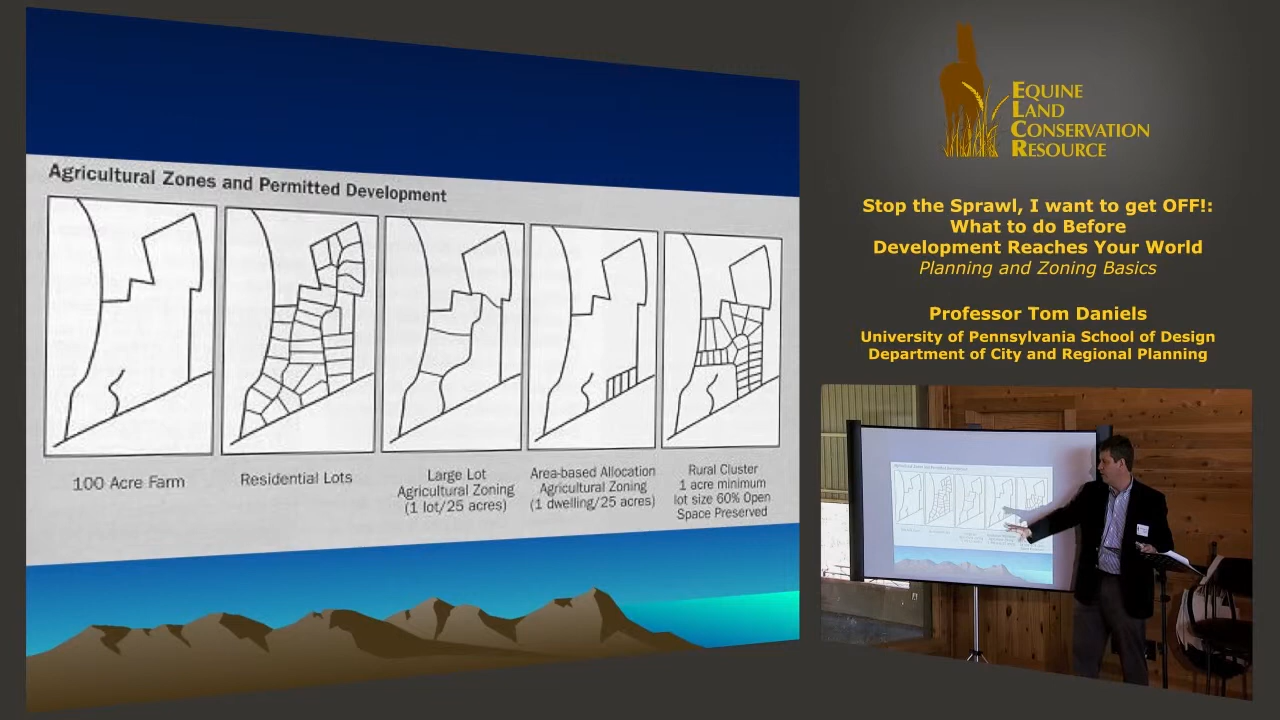 Agricultural Zones and Permitted Development
100 Acre Farm
Residential Lots
Large Lot
Agricultural Zoning
(1 lot/25 acres)
Area-based Allocation
Agricultural Zoning
(1 dwelling/25 acres)
Rural Cluster
1 acre minimum
lot size 60% Open
Space Preserved
EQUINE
LAND
CONSERVATION
RESOURCE
Stop the Sprawl, I want to get OFF!:
What to do Before
Development Reaches Your World
Planning and Zoning Basics
Professor Tom Daniels
University of Pennsylvania School of Design
Department of City and Regional Planning